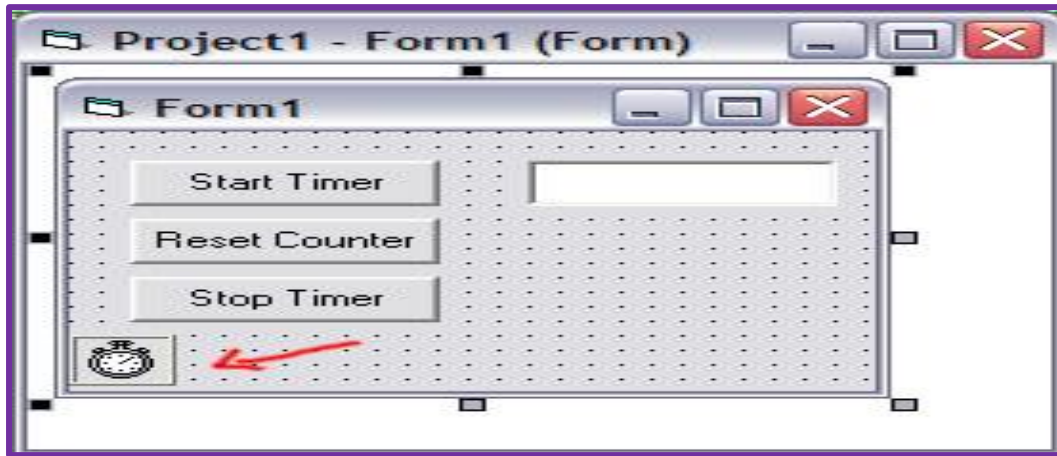 Project1 - Form1 (Form)
Form1
Start Timer
Reset Counter
Stop Timer